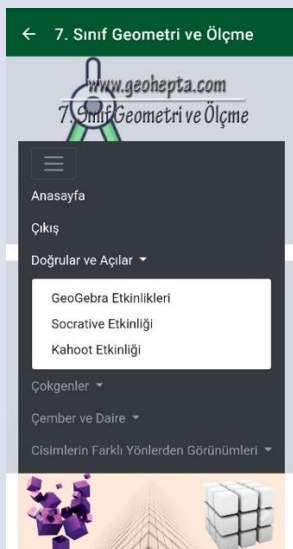 7. Sınıf Geometri ve Ölçme
www.geohepta.com
7. Sınıf Geometri ve Ölçme
Anasayfa
Çıkış
Doğrular ve Açılar
GeoGebra Etkinlikleri
Socrative Etkinliği
Kahoot Etkinliği
Çokgenler
Çember ve Daire
Cisimlerin Farklı Yönlerden Görünümleri